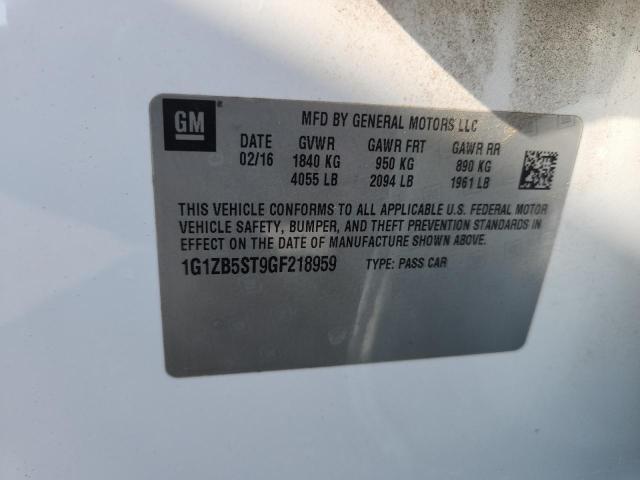 GM® MFD BY GENERAL MOTORS LLC
DATE GVWR GAWR FRT GAWR RR
02/16 1840 KG 950 KG 890 KG
4055 LB 2094 LB 1961 LB
THIS VEHICLE CONFORMS TO ALL APPLICABLE U.S. FEDERAL MOTOR
VEHICLE SAFETY, BUMPER, AND THEFT PREVENTION STANDARDS IN
EFFECT ON THE DATE OF MANUFACTURE SHOWN ABOVE.
1G1ZB5ST9GF218959 TYPE: PASS CAR